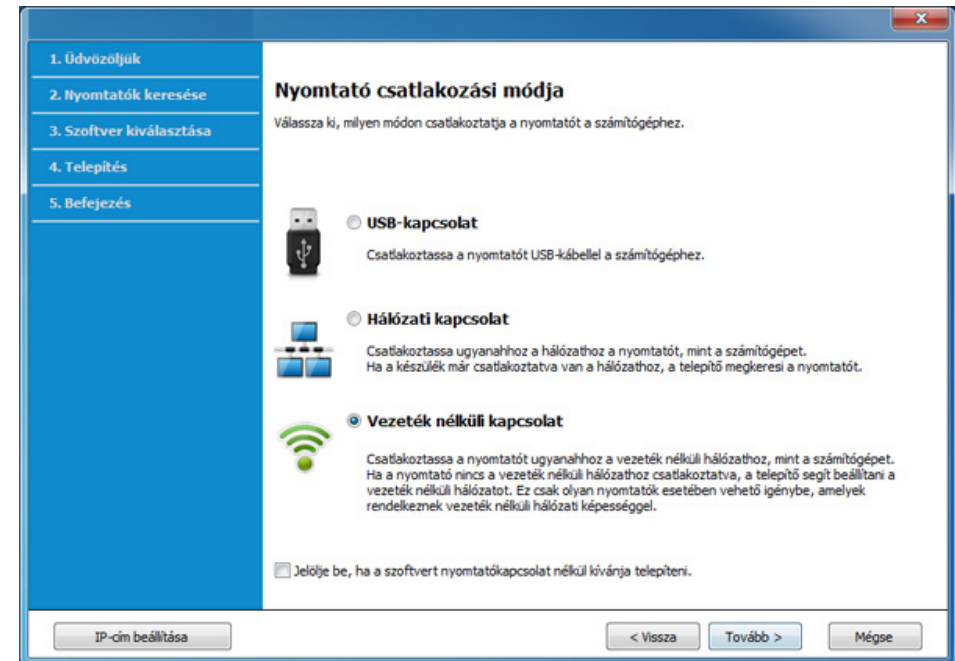 1. Üdvözöljük
2. Nyomtatók keresése
3. Szoftver kiválasztása
4. Telepítés
5. Befejezés
Nyomtató csatlakozási módja
Válassza ki, milyen módon csatlakoztatja a nyomtatót a számítógéphez.
USB-kapcsolat
Csatlakoztassa a nyomtatót USB-kábellel a számítógéphez.
Hálózati kapcsolat
Csatlakoztassa ugyanahhoz a hálózathoz a nyomtatót, mint a számítógépet.
Ha a készülék már csatlakoztatva van a hálózathoz, a telepítő megkeresi a nyomtatót.
Vezeték nélküli kapcsolat
Csatlakoztassa a nyomtatót ugyanahhoz a vezeték nélküli hálózathoz, mint a számítógépet.
Ha a nyomtató nincs a vezeték nélküli hálózathoz csatlakoztatva, a telepítő segít beállítani a
vezeték nélküli hálózatot. Ez csak olyan nyomtatók esetében vehető igénybe, amelyek
rendelkeznek vezeték nélküli hálózati képességgel.
Jelölje be, ha a szoftvert nyomtatókapcsolat nélkül kívánja telepíteni.
IP-cím beállítása
< Vissza
Tovább >
Mégse